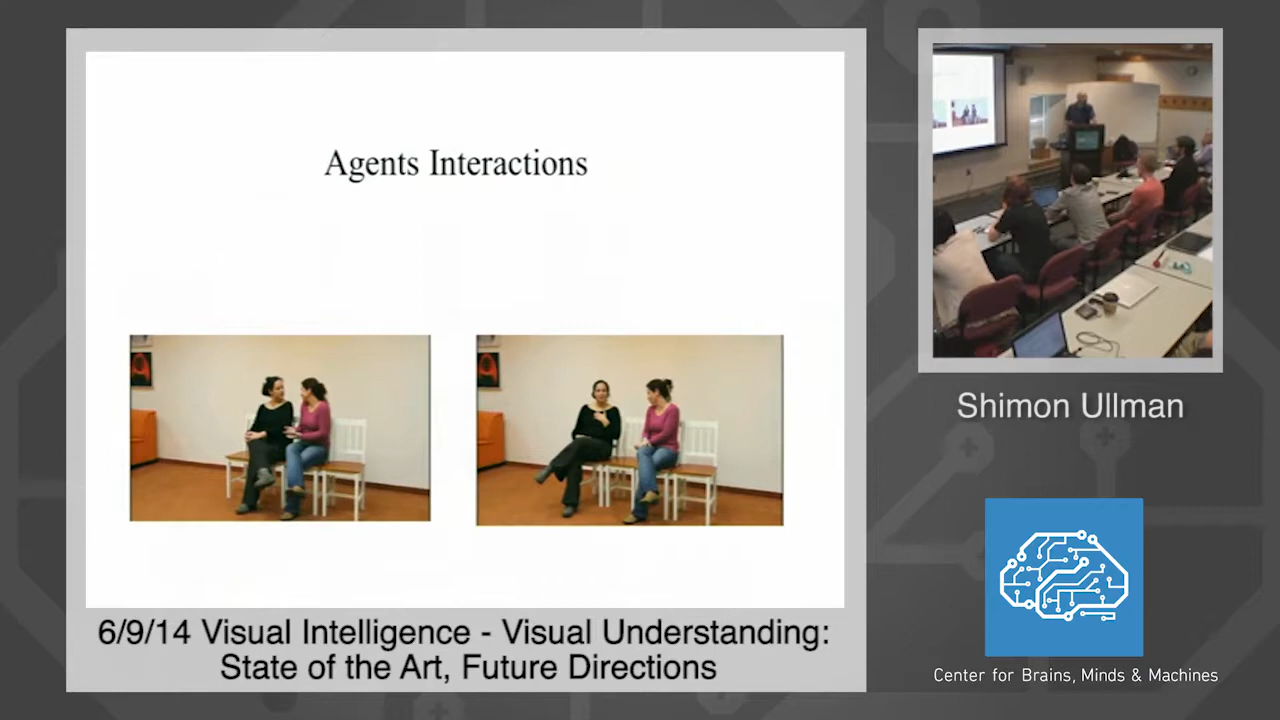 Agents Interactions
6/9/14 Visual Intelligence - Visual Understanding:
State of the Art, Future Directions
Shimon Ullman
Center for Brains, Minds & Machines